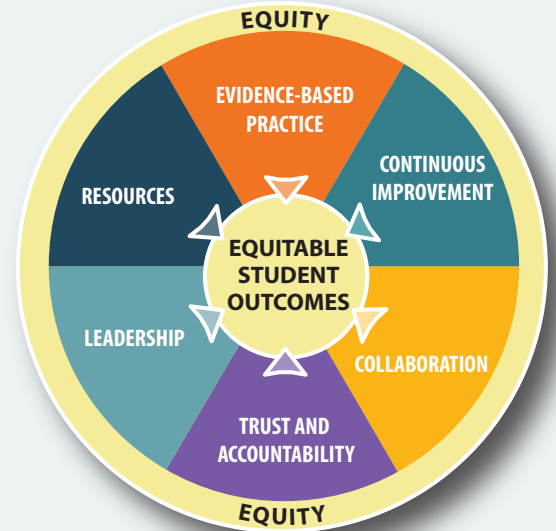 EQUITY
EVIDENCE-BASED
PRACTICE
CONTINUOUS
IMPROVEMENT
RESOURCES
EQUITABLE
STUDENT
OUTCOMES
LEADERSHIP
COLLABORATION
TRUST AND
ACCOUNTABILITY
EQUITY